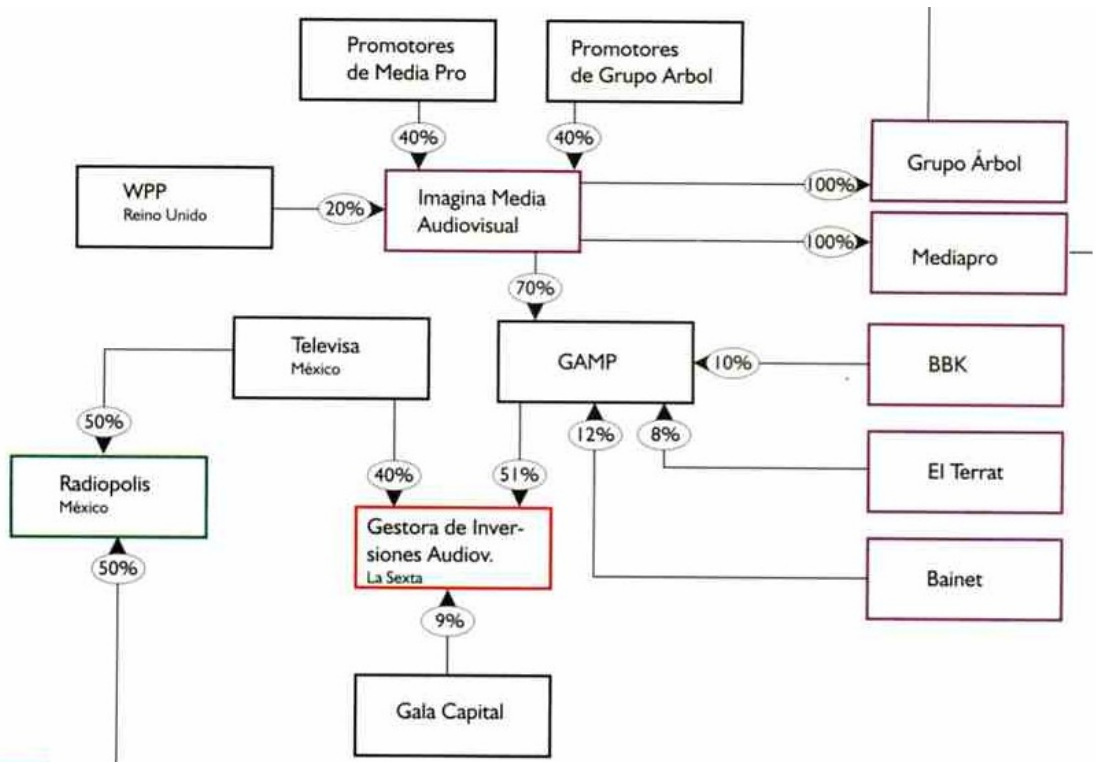 Promotores
de Media Pro
Promotores
de Grupo Arbol
40%
40%
Grupo Árbol
WPP
Reino Unido
20%
Imagina Media
Audiovisual
100%
100%
Mediapro
70%
Televisa
México
GAMP
10%
BBK
50%
12%
8%
40%
51%
El Terrat
Radiopolis
México
Gestora de Inver-
siones Audiov.
La Sexta
50%
Bainet
9%
Gala Capital